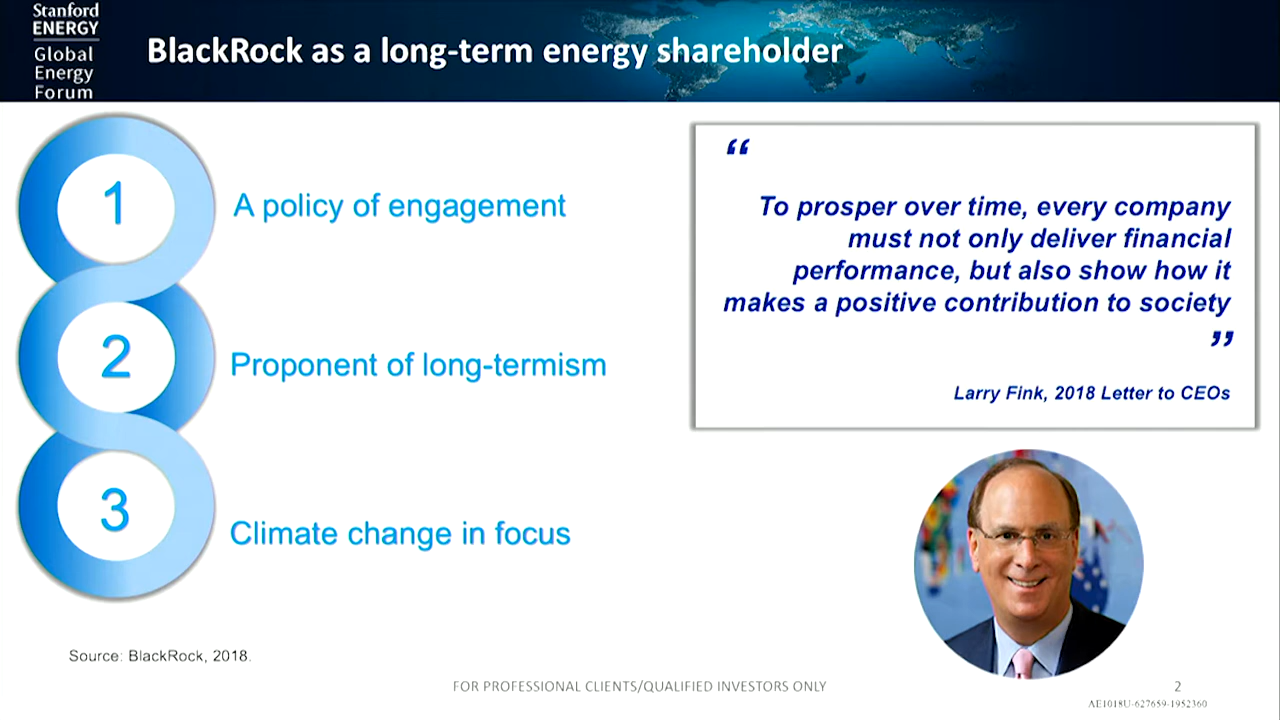 Stanford
ENERGY
Global
Energy
Forum
BlackRock as a long-term energy shareholder
1
A policy of engagement
2
Proponent of long-termism
3
Climate change in focus
“
To prosper over time, every company
must not only deliver financial
performance, but also show how it
makes a positive contribution to society
”
Larry Fink, 2018 Letter to CEOs
Source: BlackRock, 2018.
FOR PROFESSIONAL CLIENTS/QUALIFIED INVESTORS ONLY
2
AE1018U-627659-1952360